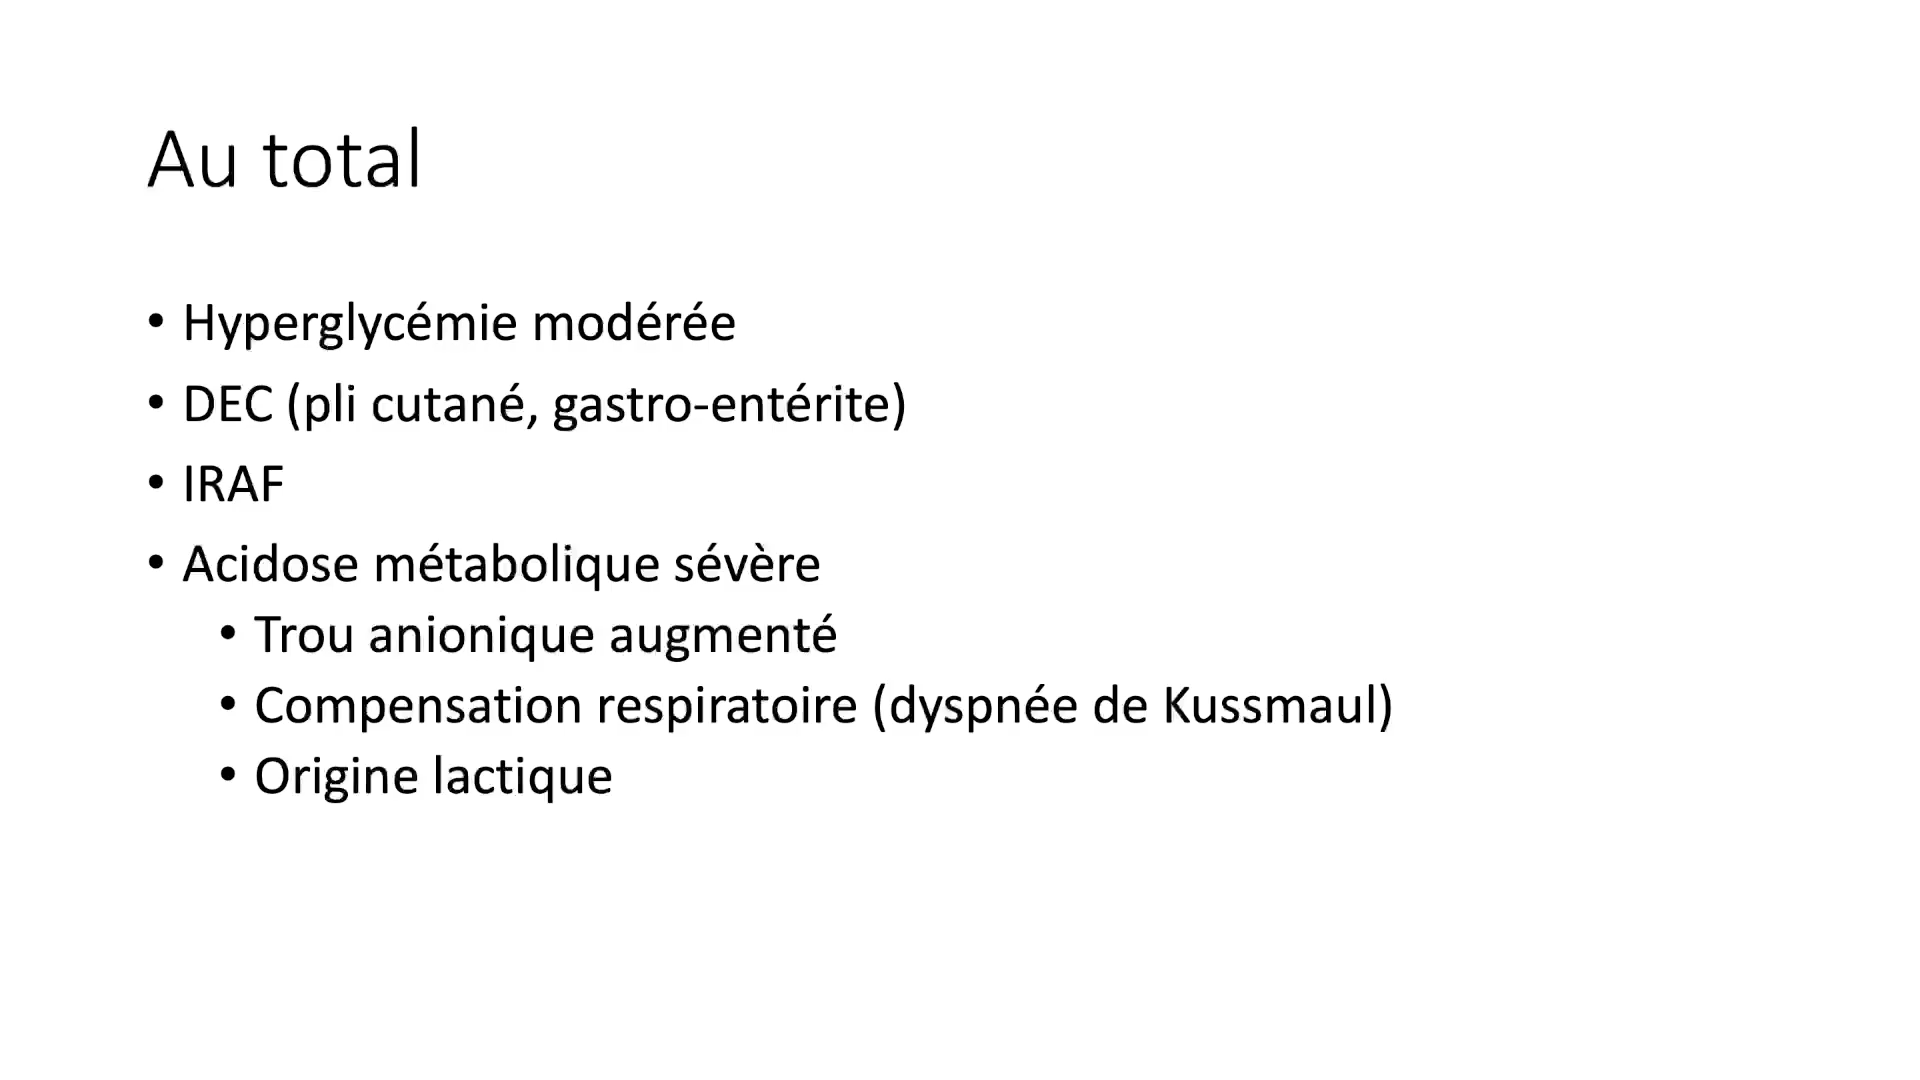 Au total
• Hyperglycémie modérée
• DEC (pli cutané, gastro-entérite)
• IRAF
• Acidose métabolique sévère
• Trou anionique augmenté
• Compensation respiratoire (dyspnée de Kussmaul)
• Origine lactique